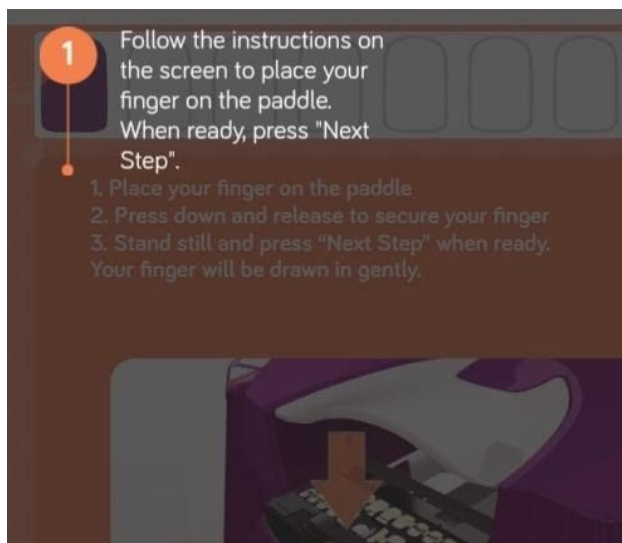 1
Follow the instructions on
the screen to place your
finger on the paddle.
When ready, press "Next
Step".
1. Place your finger on the paddle
2. Press down and release to secure your finger
3. Stand still and press “Next Step” when ready.
Your finger will be drawn in gently.